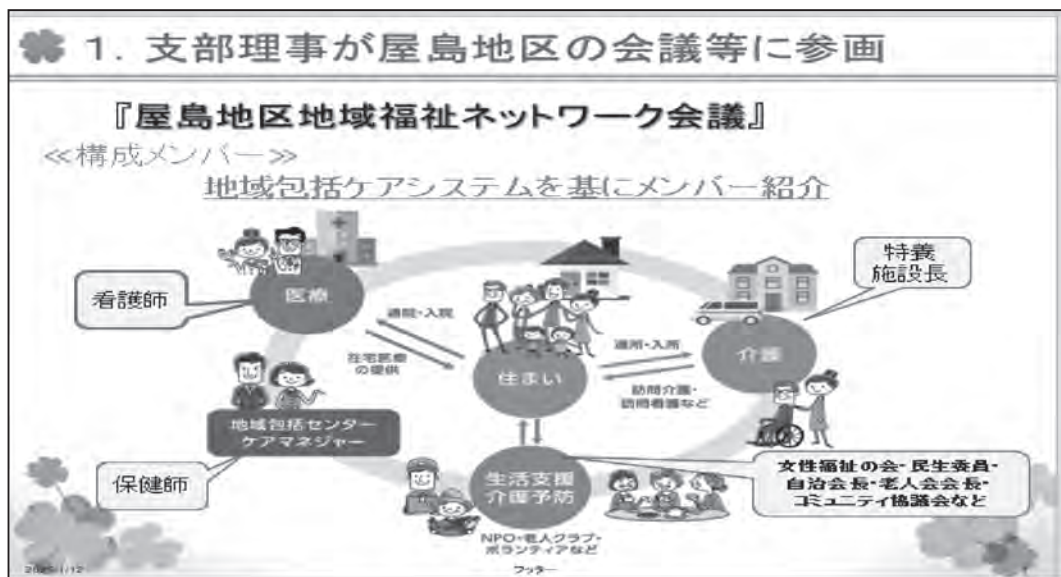 1. 支部理事が屋島地区の会議等に参画
『屋島地区地域福祉ネットワーク会議』
≪構成メンバー≫
地域包括ケアシステムを基にメンバー紹介
看護師
医療
通院・入院
在宅医療
の提供
住まい
通所・入所
訪問介護・
訪問看護など
介護
特養
施設長
地域包括センター
ケアマネジャー
保健師
生活支援
介護予防
NPO・老人クラブ・
ボランティアなど
女性福祉の会・民生委員・
自治会長・老人会会長・
コミュニティ協議会など
フッター